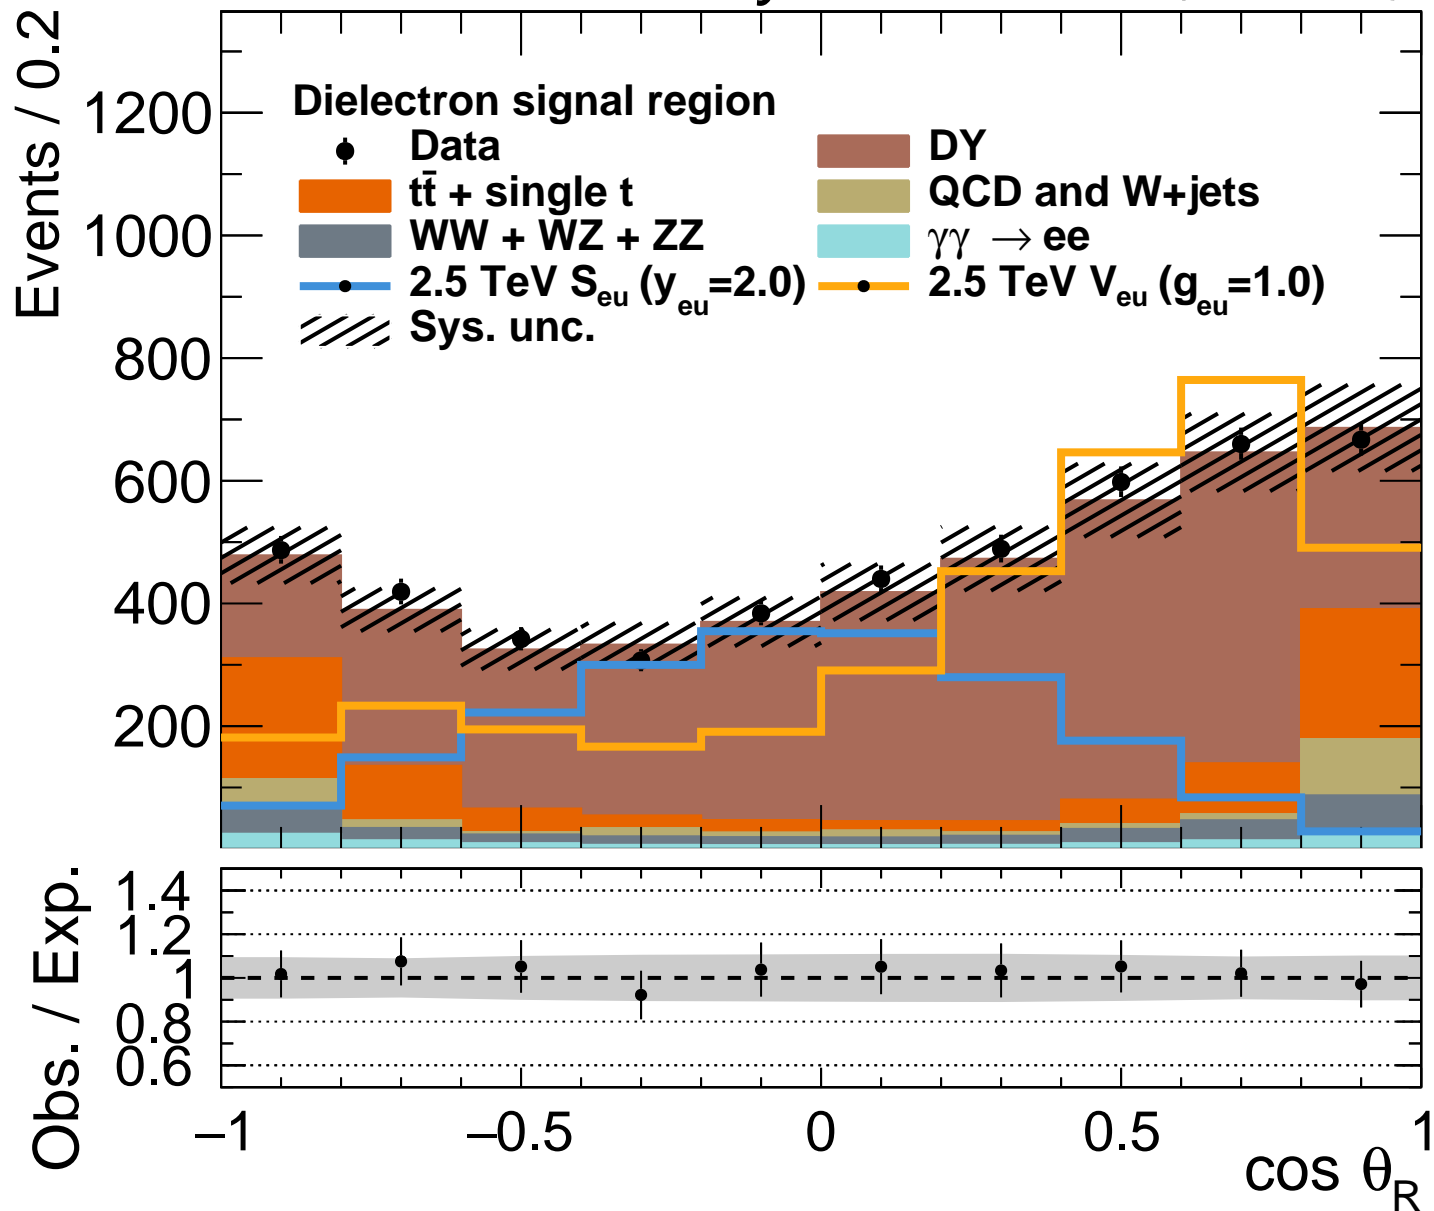 Events / 0.2
1200
1000
800
600
400
200
Dielectron signal region
Data
DY
tt̄ + single t
QCD and W+jets
WW + WZ + ZZ
γγ → ee
2.5 TeV S_eu (y_eu=2.0)
2.5 TeV V_eu (g_eu=1.0)
Sys. unc.
Obs. / Exp.
1.4
1.2
1
0.8
0.6
−1
−0.5
0
0.5
1
cos θ_R